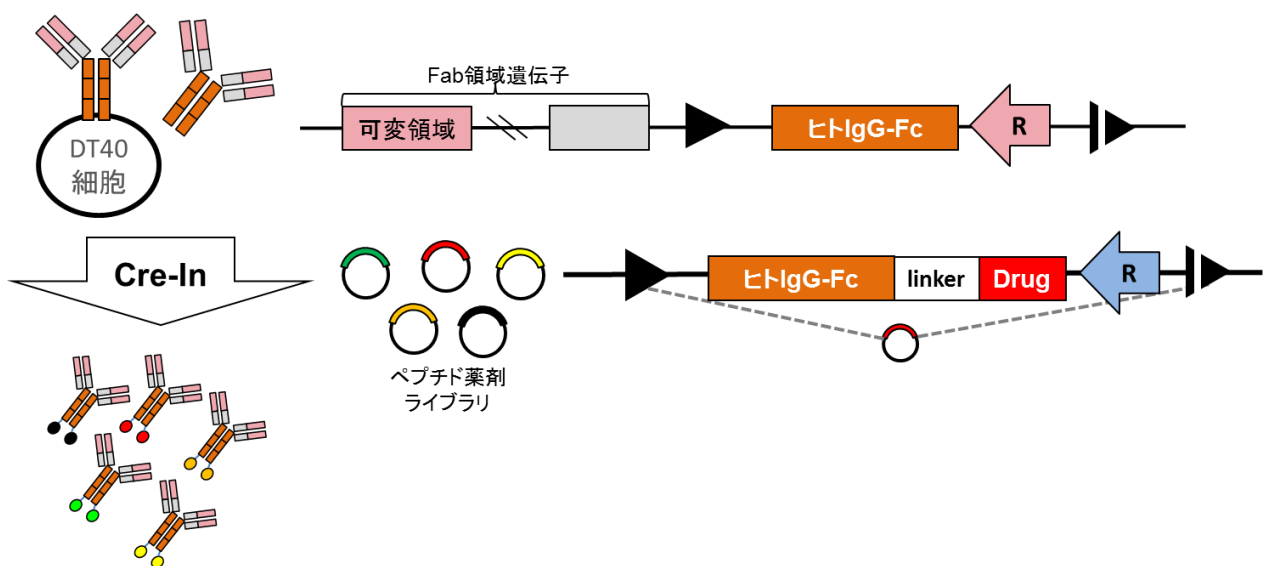 Fab領域遺伝子
可変領域
ヒトIgG-Fc
R
DT40
細胞
Cre-In
ヒトIgG-Fc
linker
Drug
R
ペプチド薬剤
ライブラリ